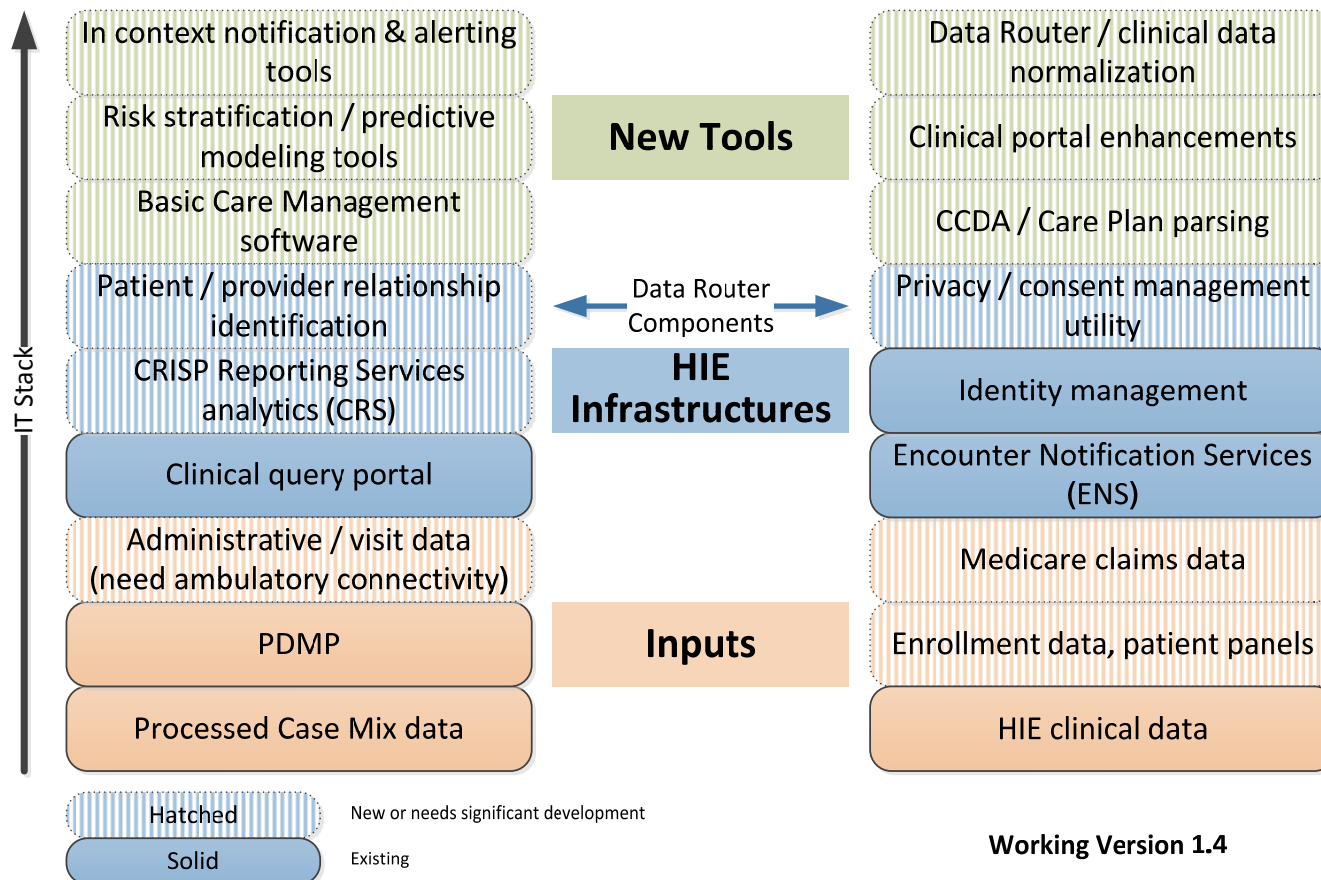 In context notification & alerting
tools
Risk stratification / predictive
modeling tools
Basic Care Management
software
Patient / provider relationship
identification
CRISP Reporting Services
analytics (CRS)
Clinical query portal
Administrative / visit data
(need ambulatory connectivity)
PDMP
Processed Case Mix data
IT Stack
New Tools
Data Router
Components
HIE
Infrastructures
Inputs
Data Router / clinical data
normalization
Clinical portal enhancements
CCDA / Care Plan parsing
Privacy / consent management
utility
Identity management
Encounter Notification Services
(ENS)
Medicare claims data
Enrollment data, patient panels
HIE clinical data
Hatched
New or needs significant development
Solid
Existing
Working Version 1.4